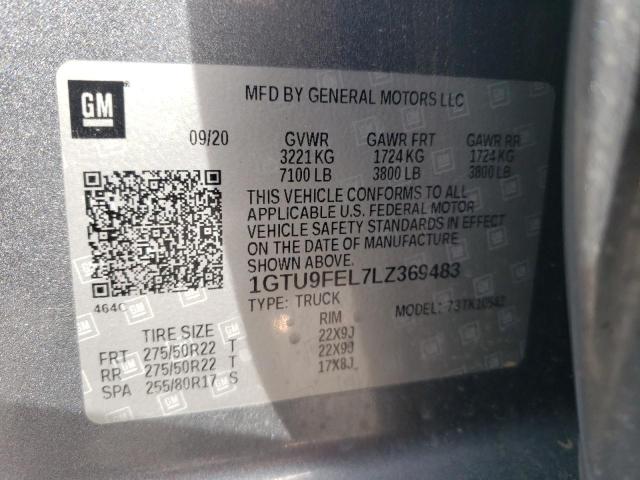 GM
MFD BY GENERAL MOTORS LLC
09/20 GVWR GAWR FRT GAWR RR
3221 KG 1724 KG 1724 KG
7100 LB 3800 LB 3800 LB
THIS VEHICLE CONFORMS TO ALL
APPLICABLE U.S. FEDERAL MOTOR
VEHICLE SAFETY STANDARDS IN EFFECT
ON THE DATE OF MANUFACTURE
SHOWN ABOVE.
1GTU9FEL7LZ369483
TYPE: TRUCK MODEL:
TIRE SIZE RIM
FRT 275/50R22 T 22X9J
RR 275/50R22 T 22X9J
SPA 255/80R17 S 17X8J